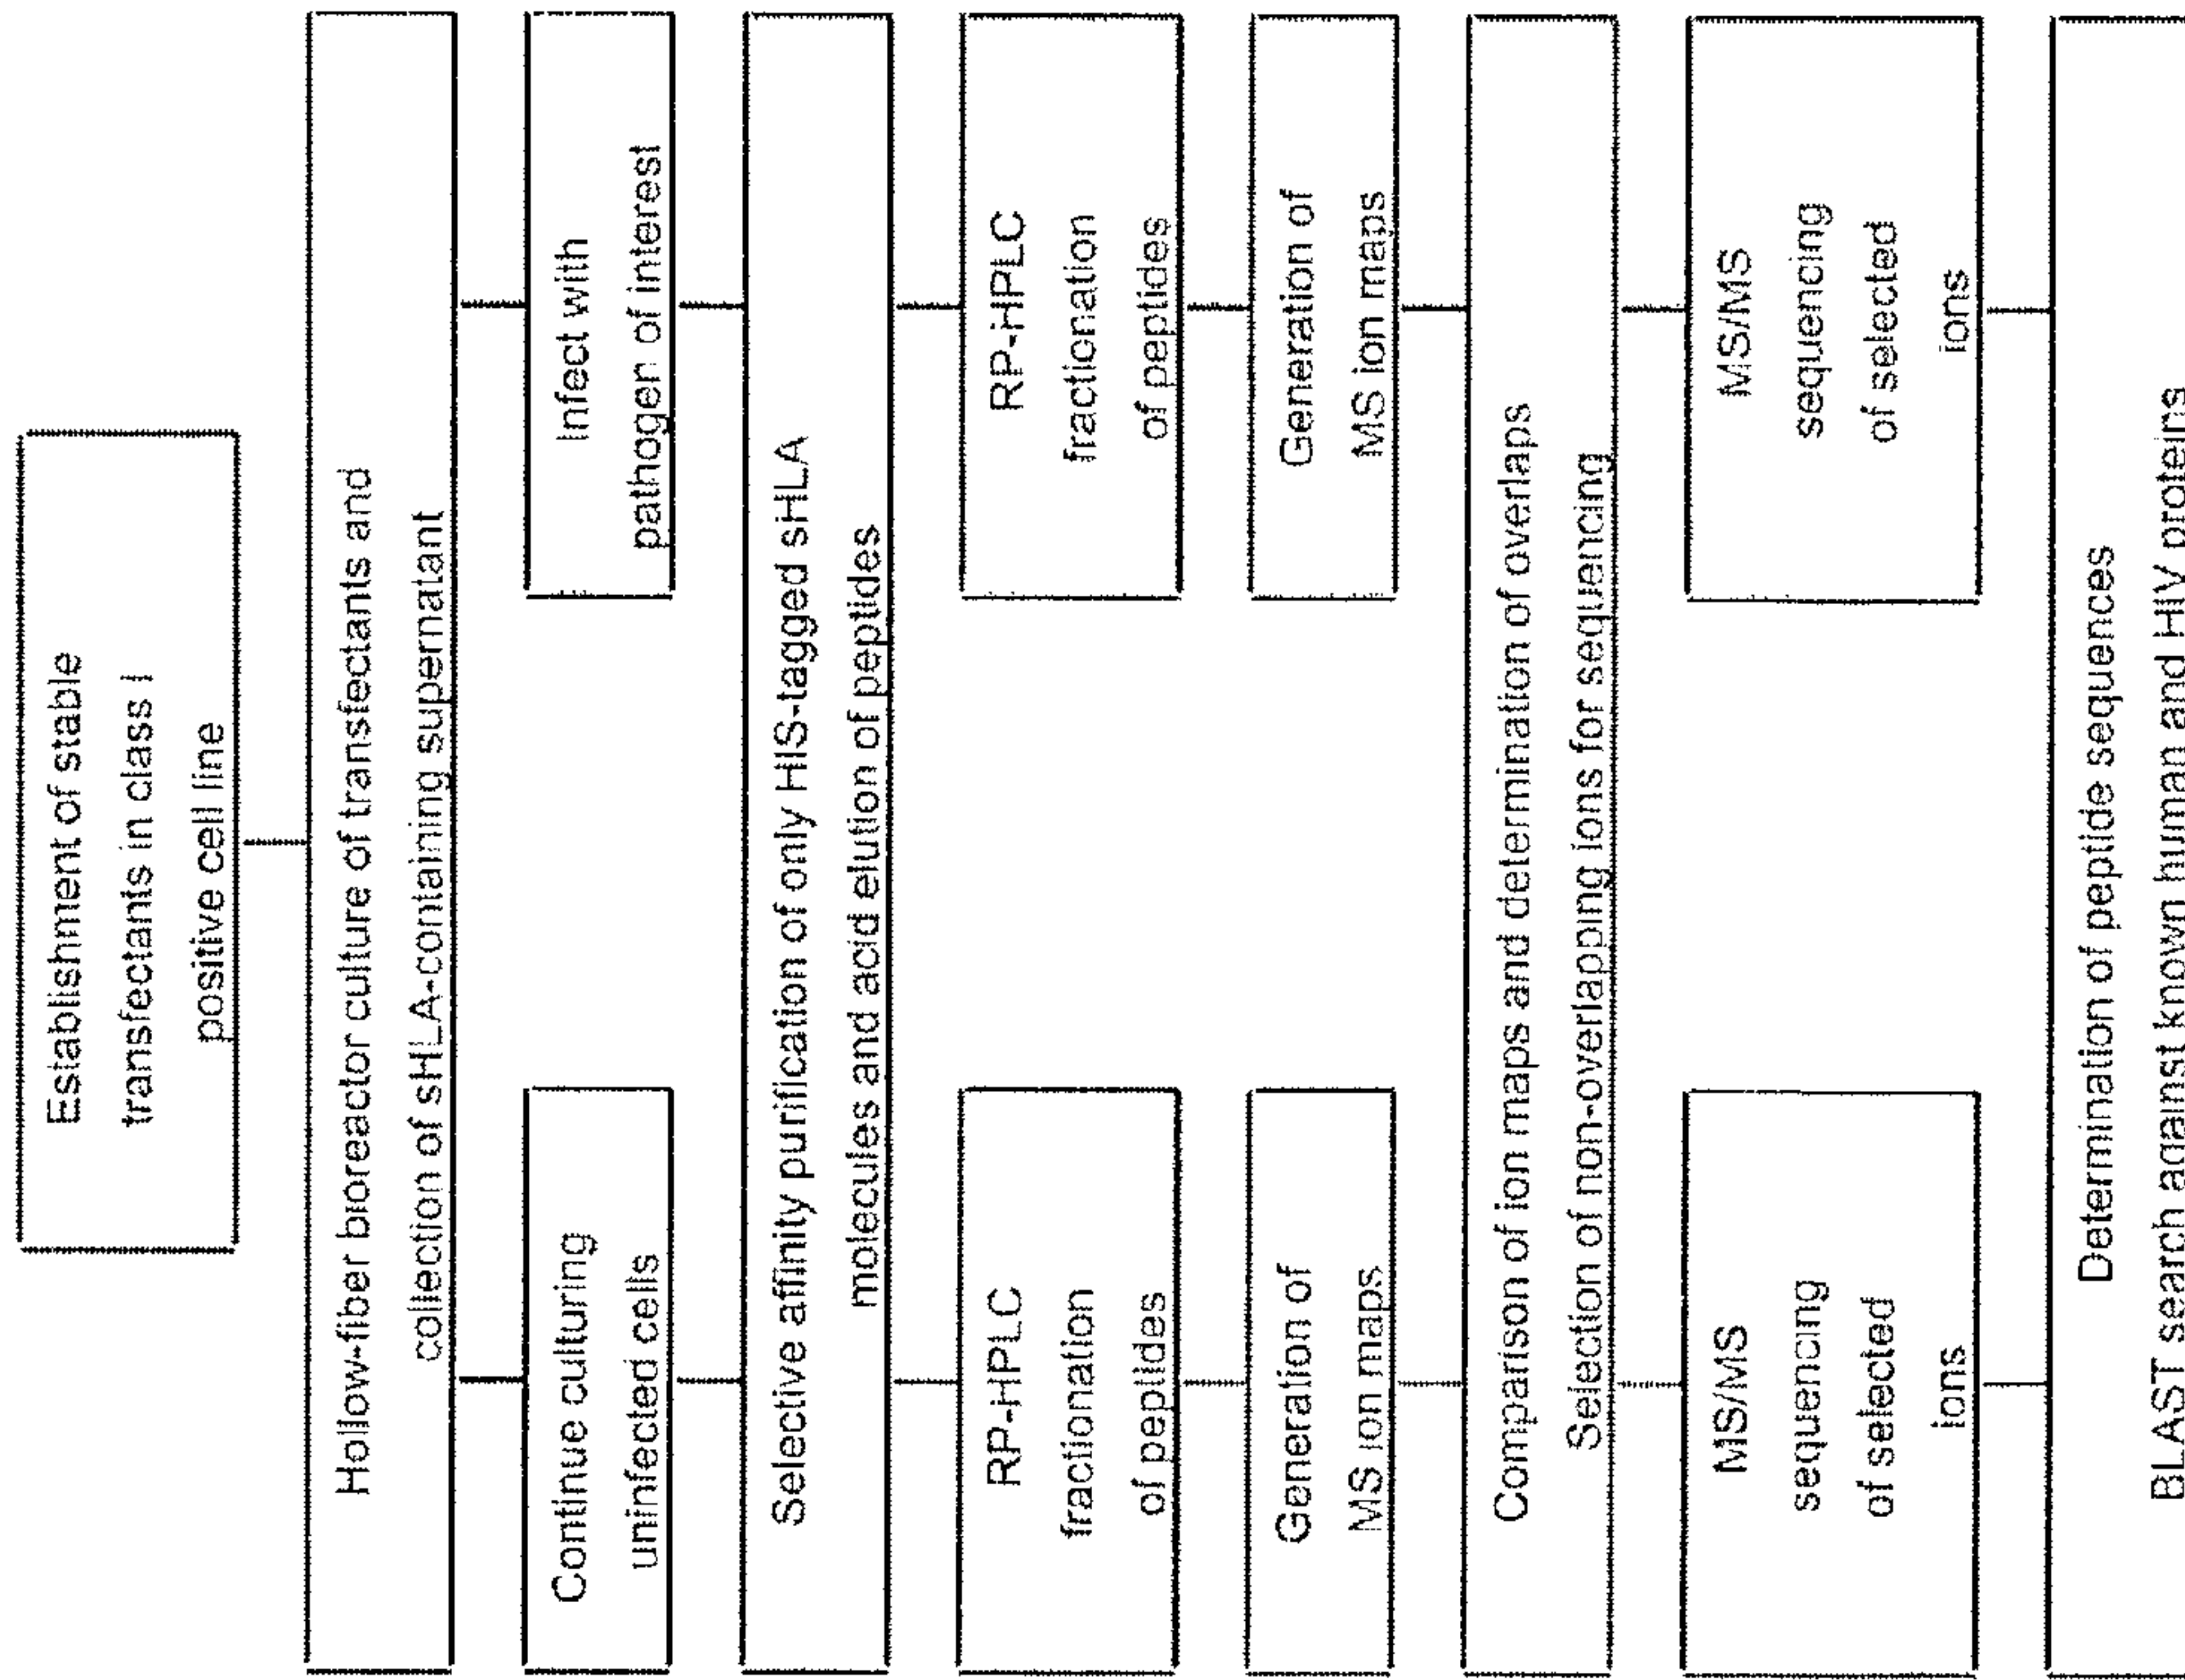 Establishment of stable
transfectants in class I
positive cell line
Hollow-fiber bioreactor culture of transfectants and
collection of sHLA-containing supernatant
Continue culturing
uninfected cells
Infect with
pathogen of interest
Selective affinity purification of only HIS-tagged sHLA
molecules and acid elution of peptides
RP-HPLC
fractionation
of peptides
RP-HPLC
fractionation
of peptides
Generation of
MS ion maps
Generation of
MS ion maps
Comparison of ion maps and determination of overlaps
Selection of non-overlapping ions for sequencing
MS/MS
sequencing
of selected
ions
MS/MS
sequencing
of selected
ions
Determination of peptide sequences
BLAST search against known human and HIV proteins